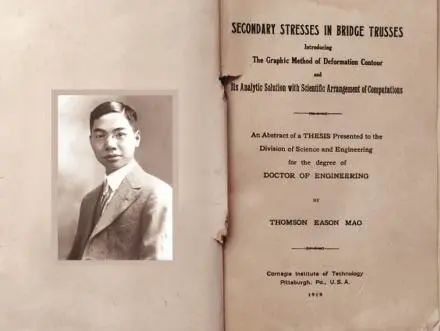 SECONDARY STRESSES IN BRIDGE TRUSSES
Introducing
The Graphic Method of Deformation Contour
and
Its Analytic Solution with Scientific Arrangement of Computations
An Abstract of a THESIS Presented to the
Division of Science and Engineering
for the degree of
DOCTOR OF ENGINEERING
BY
THOMSON EASON MAO
Carnegie Institute of Technology
Pittsburgh, Pa., U. S. A.
1919